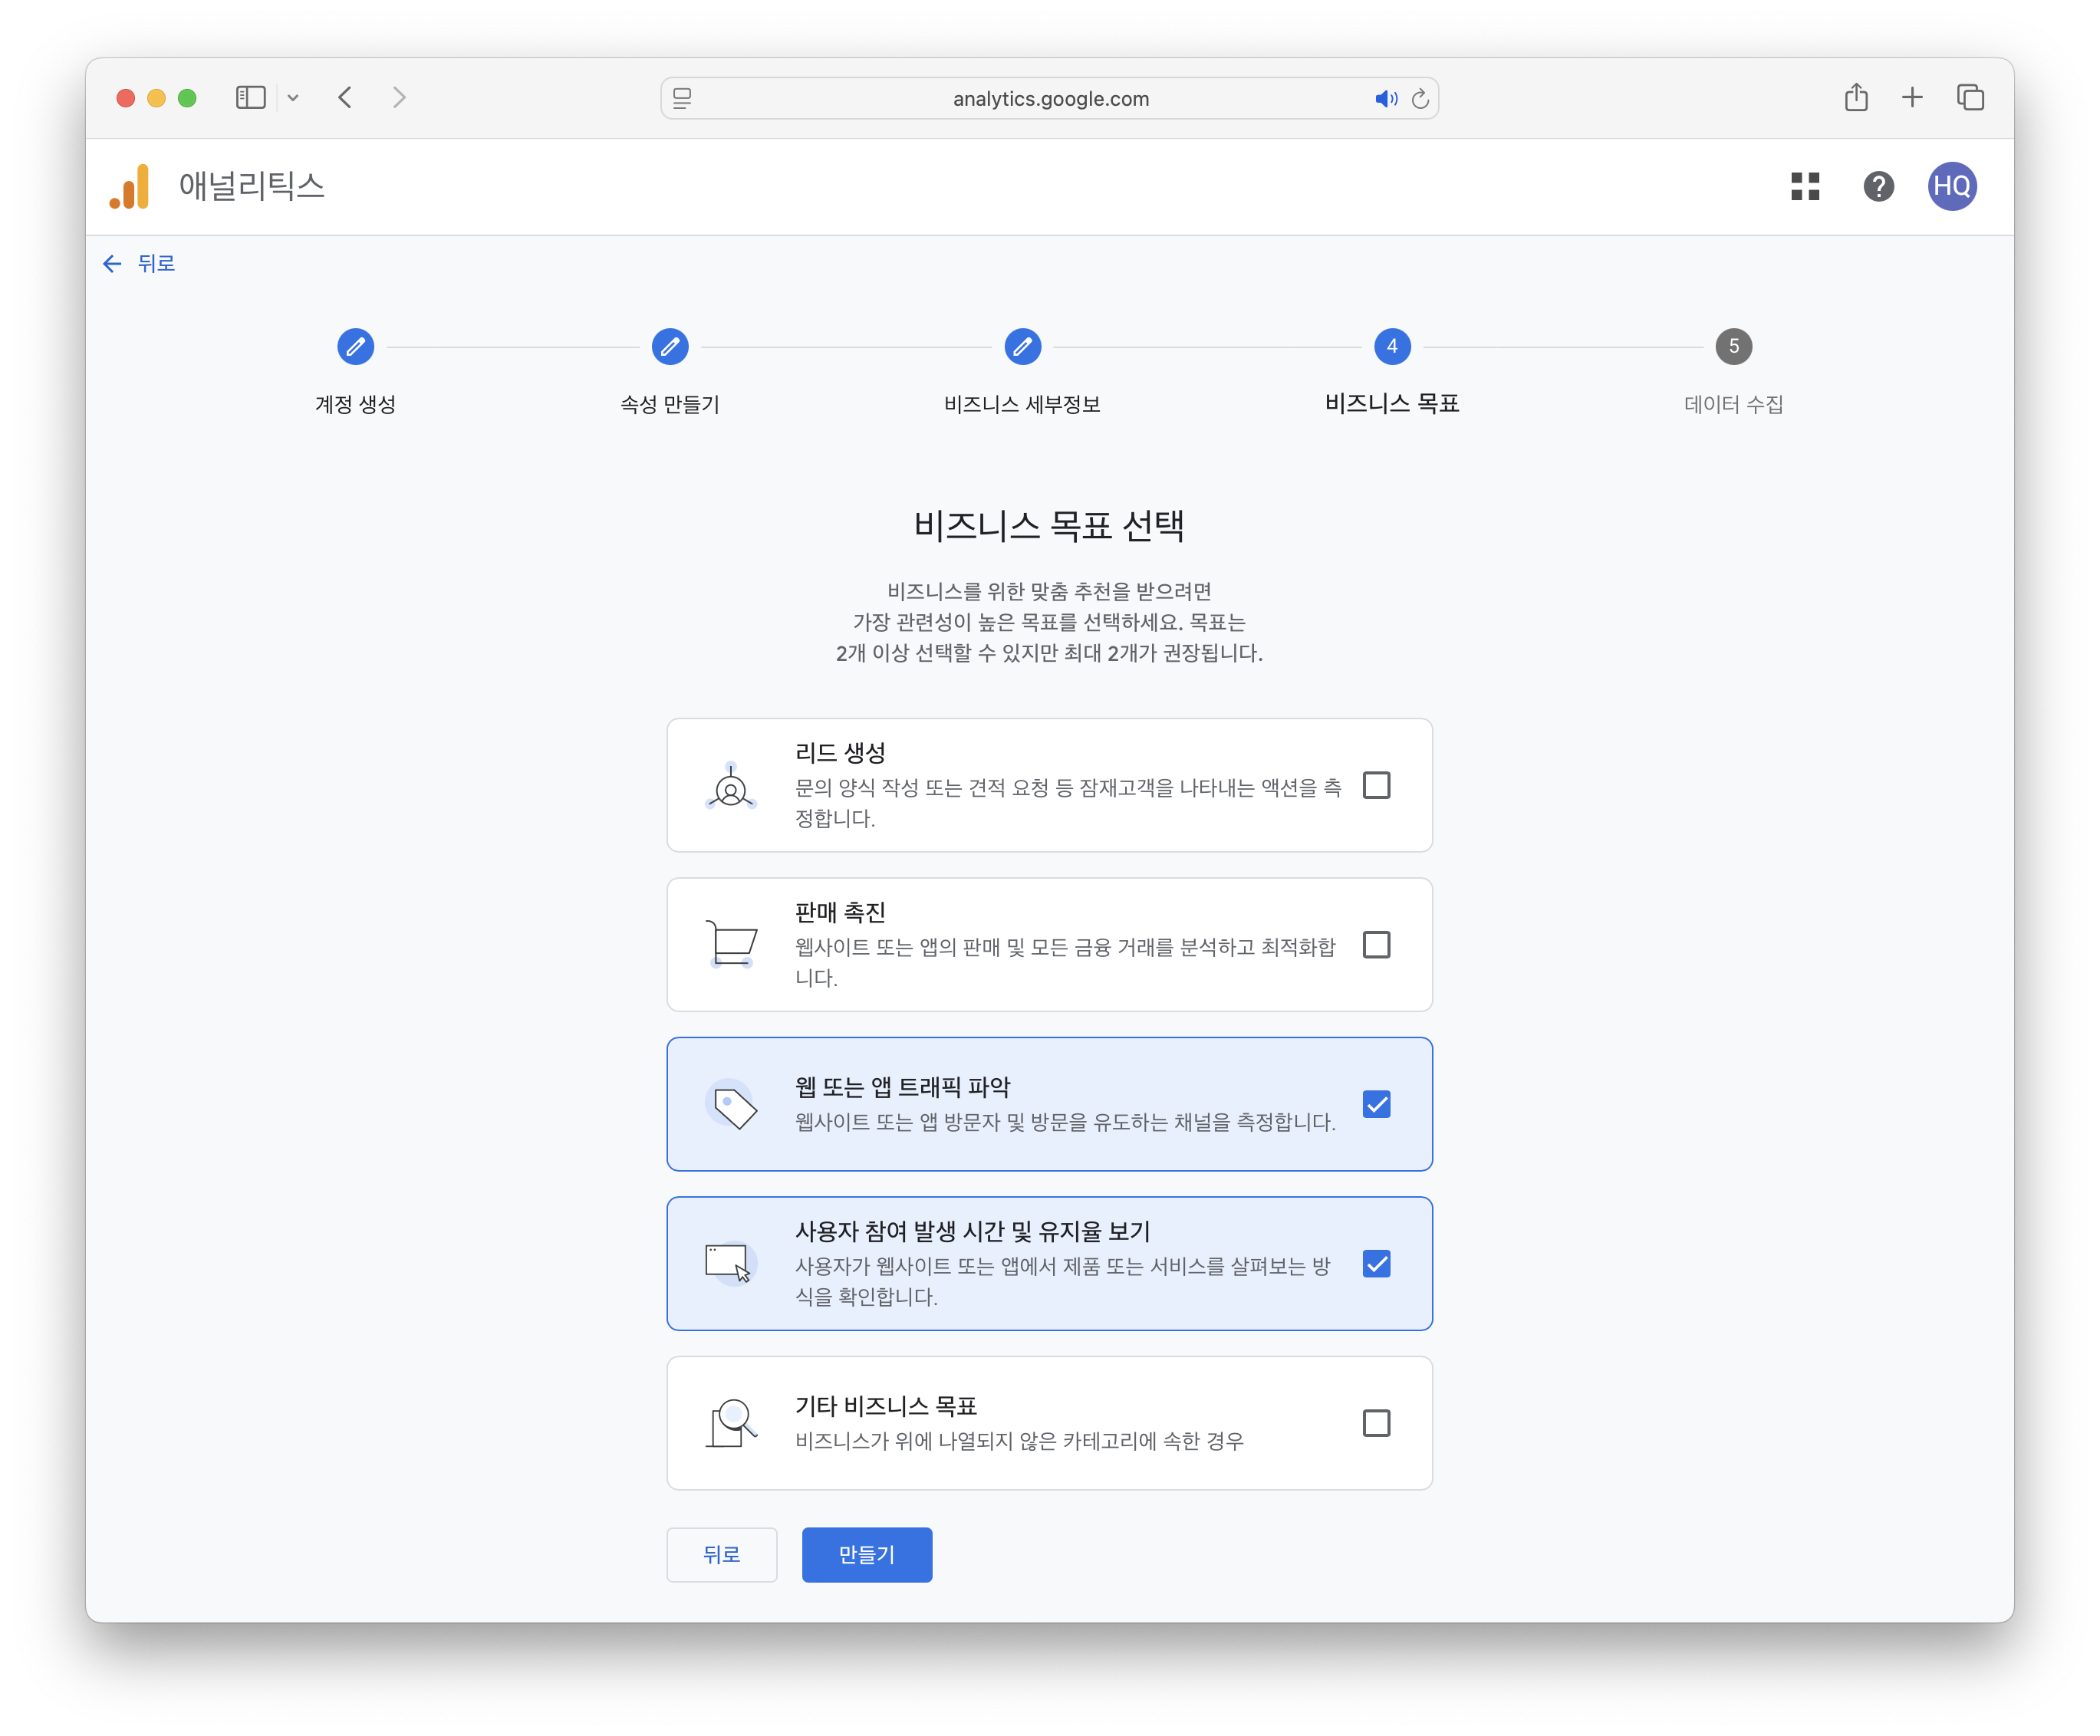 analytics.google.com
애널리틱스
HQ
뒤로
4
5
계정 생성
속성 만들기
비즈니스 세부정보
비즈니스 목표
데이터 수집
비즈니스 목표 선택
비즈니스를 위한 맞춤 추천을 받으려면
가장 관련성이 높은 목표를 선택하세요. 목표는
2개 이상 선택할 수 있지만 최대 2개가 권장됩니다.
리드 생성
문의 양식 작성 또는 견적 요청 등 잠재고객을 나타내는 액션을 측
정합니다.
판매 촉진
웹사이트 또는 앱의 판매 및 모든 금융 거래를 분석하고 최적화합
니다.
웹 또는 앱 트래픽 파악
웹사이트 또는 앱 방문자 및 방문을 유도하는 채널을 측정합니다.
사용자 참여 발생 시간 및 유지율 보기
사용자가 웹사이트 또는 앱에서 제품 또는 서비스를 살펴보는 방
식을 확인합니다.
기타 비즈니스 목표
비즈니스가 위에 나열되지 않은 카테고리에 속한 경우
뒤로
만들기